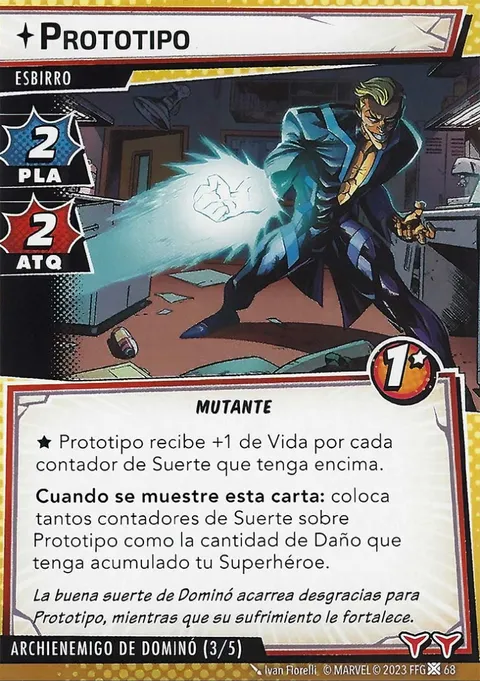 PROTOTIPO
ESBIRRO
2
PLA
2
ATQ
1
MUTANTE
★ Prototipo recibe +1 de Vida por cada
contador de Suerte que tenga encima.
Cuando se muestre esta carta: coloca
tantos contadores de Suerte sobre
Prototipo como la cantidad de Daño que
tenga acumulado tu Superhéroe.
La buena suerte de Dominó acarrea desgracias para
Prototipo, mientras que su sufrimiento le fortalece.
ARCHIENEMIGO DE DOMINÓ (3/5)
Ivan Fiorelli © MARVEL © 2023 FFG 68